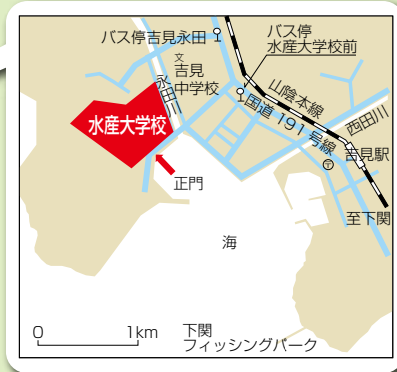 バス停吉見永田
バス停
水産大学校前
文
吉見
中学校
永田川
山陰本線
国道191号線
西田川
吉見駅
水産大学校
正門
至下関
海
0 1km
下関
フィッシングパーク